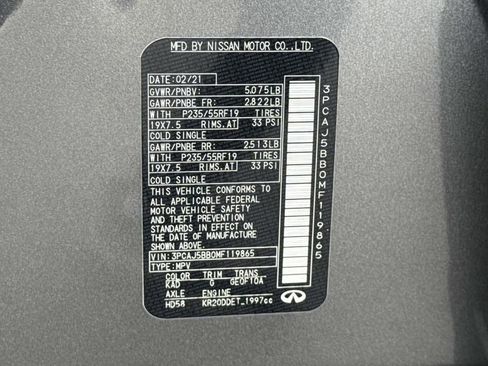 MFD BY NISSAN MOTOR CO.,LTD.
DATE: 02/21
GVWR/PNBV: 5,075LB
GAWR/PNBE FR: 2,822LB
WITH P235/55RF19 TIRES
19X7.5 RIMS.AT 33 PSI
COLD SINGLE
GAWR/PNBE RR: 2,513LB
WITH P235/55RF19 TIRES
19X7.5 RIMS.AT 33 PSI
COLD SINGLE
THIS VEHICLE CONFORMS TO
ALL APPLICABLE FEDERAL
MOTOR VEHICLE SAFETY
AND THEFT PREVENTION
STANDARDS IN EFFECT ON
THE DATE OF MANUFACTURE
SHOWN ABOVE.
VIN: 3PCAJ5BB0MF119865
TYPE: MPV
COLOR TRIM TRANS
KAD G GE0F10A
AXLE ENGINE
HD58 KR20DDET_1997cc
INFINITI
3PCAJ5BB0MF119865